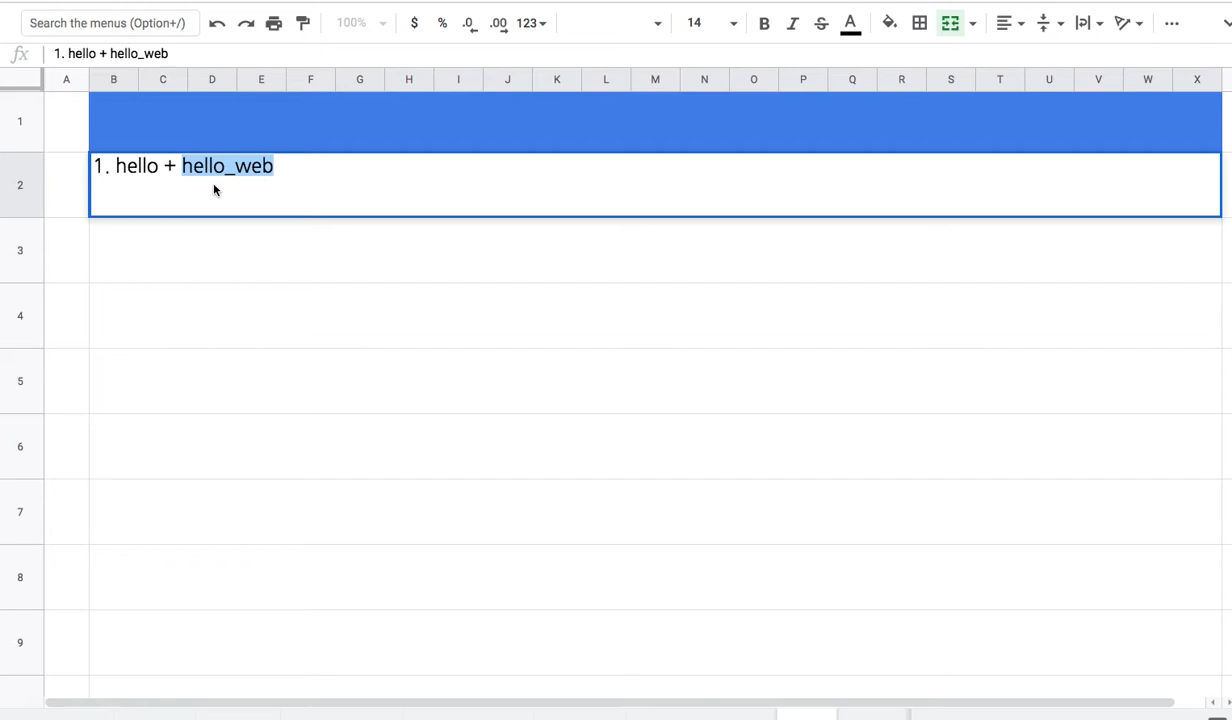 Search the menus (Option+/) 100% $ % .0 .00 123 14 B I S A
fx 1. hello + hello_web
A B C D E F G H I J K L M N O P Q R S T U V W X
1
1. hello + hello_web
2
3
4
5
6
7
8
9